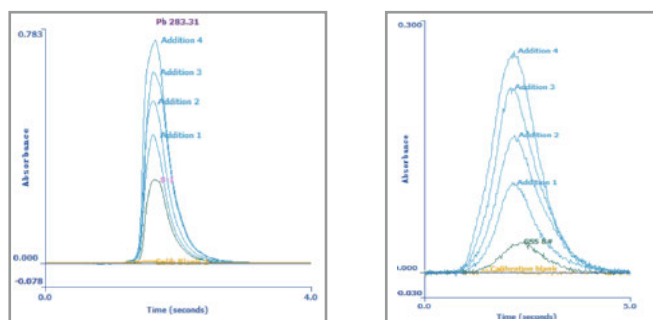 Pb 283.31
0.783
Addition 4
Addition 3
Addition 2
Addition 1
Absorbance
0.000
-0.078
0.0
4.0
Time (seconds)
0.300
Addition 4
Addition 3
Addition 2
Addition 1
Absorbance
Calibration blank
0.030
0.0
5.0
Time (seconds)